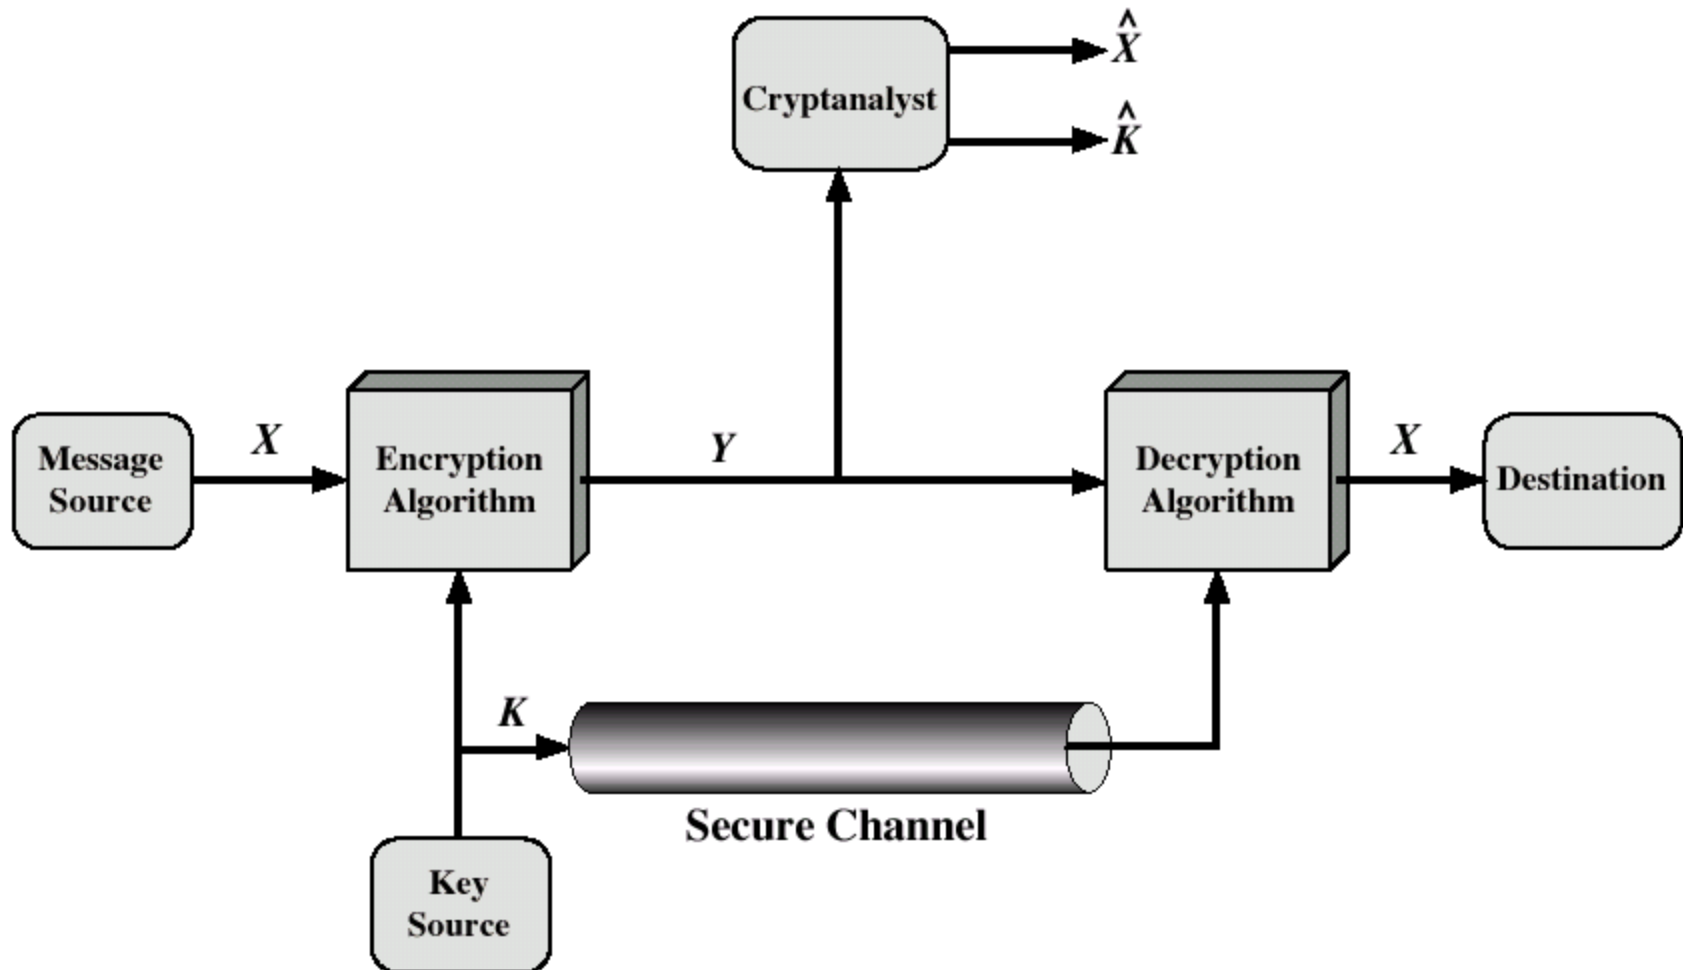 X̂
Cryptanalyst
K̂
X
Y
X
Message
Source
Encryption
Algorithm
Decryption
Algorithm
Destination
K
Secure Channel
Key
Source